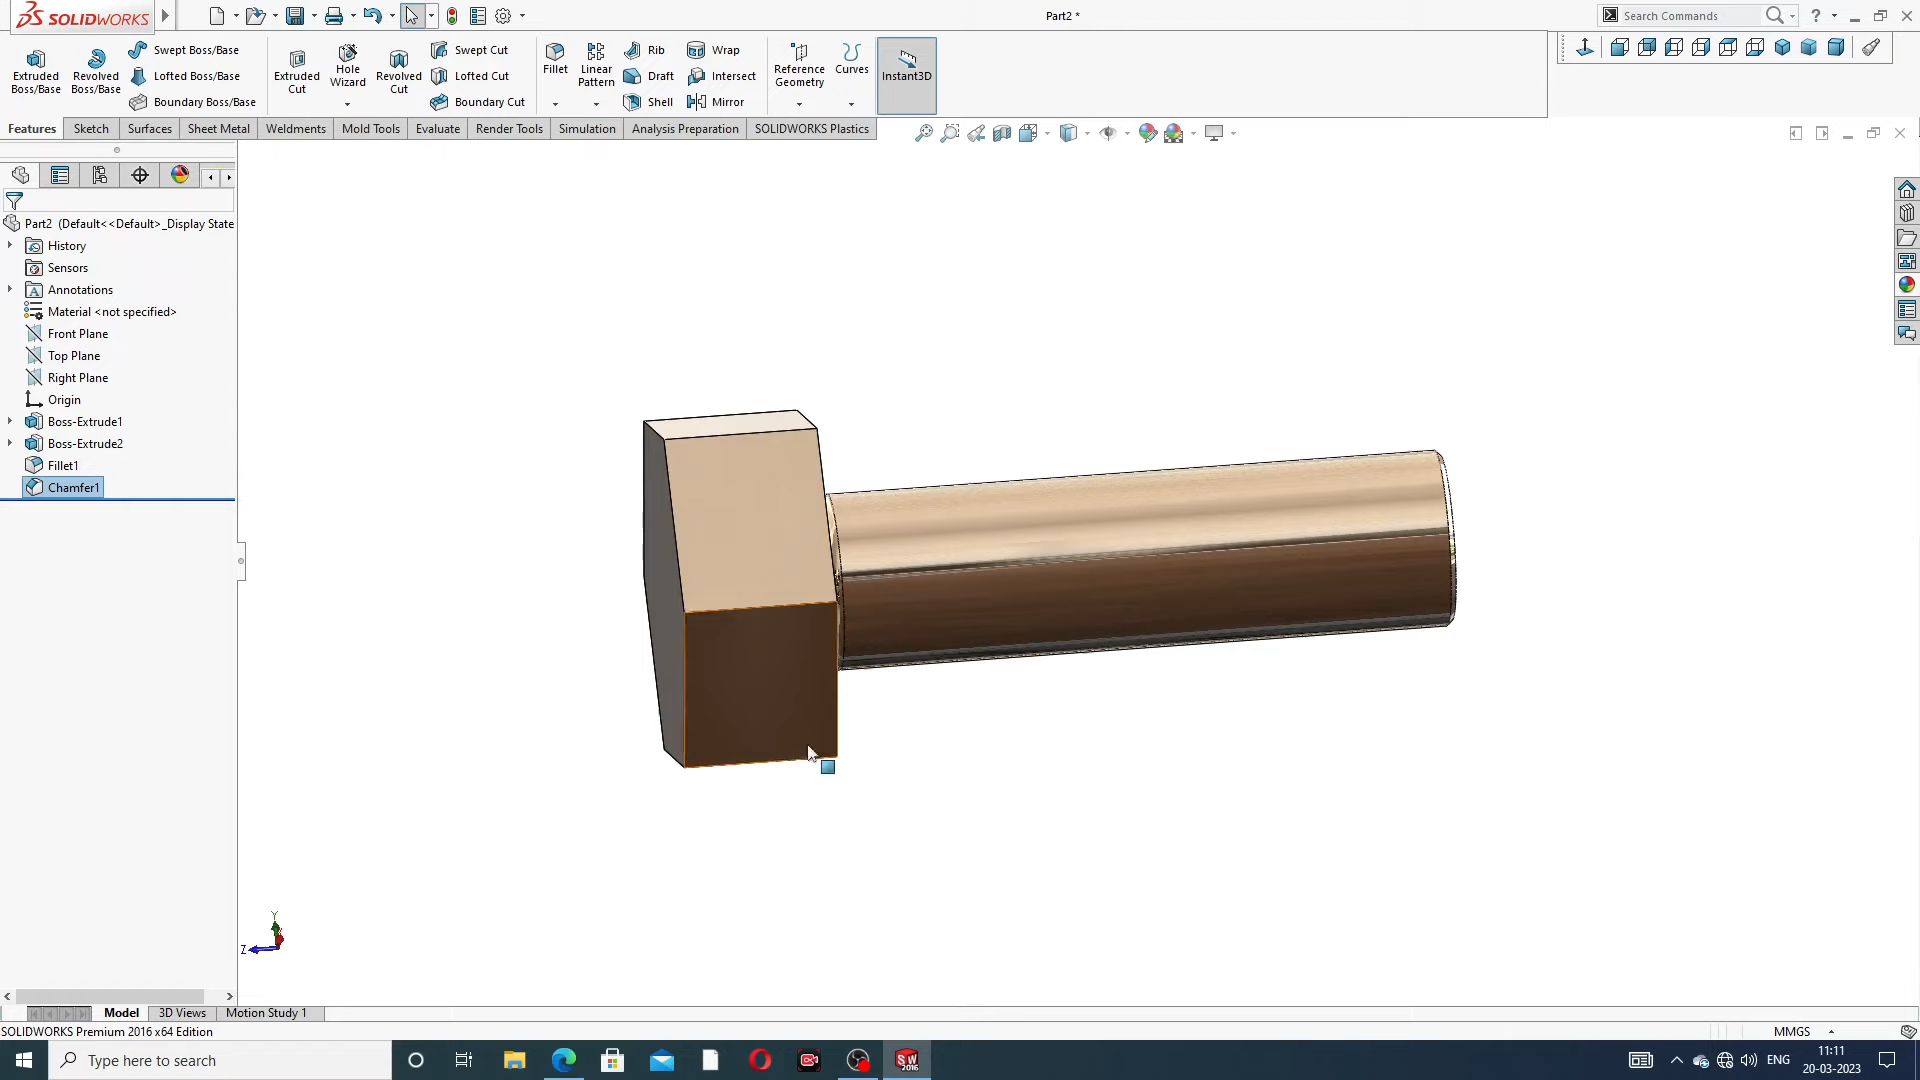 SOLIDWORKS
Part2 *
Search Commands
?
Extruded Boss/Base
Revolved Boss/Base
Swept Boss/Base
Lofted Boss/Base
Boundary Boss/Base
Extruded Cut
Hole Wizard
Revolved Cut
Swept Cut
Lofted Cut
Boundary Cut
Fillet
Linear Pattern
Rib
Draft
Shell
Wrap
Intersect
Mirror
Reference Geometry
Curves
Instant3D
Features Sketch Surfaces Sheet Metal Weldments Mold Tools Evaluate Render Tools Simulation Analysis Preparation SOLIDWORKS Plastics
Part2 (Default<<Default>_Display State
History
Sensors
A Annotations
Material <not specified>
Front Plane
Top Plane
Right Plane
Origin
Boss-Extrude1
Boss-Extrude2
Fillet1
Chamfer1
Y
Z
Model 3D Views Motion Study 1
SOLIDWORKS Premium 2016 x64 Edition
MMGS
Type here to search
SW 2016
ENG
11:11
20-03-2023